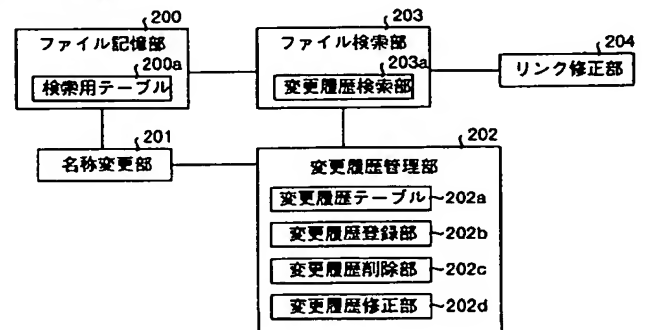 200
ファイル記憶部
200a
検索用テーブル
203
ファイル検索部
203a
変更履歴検索部
204
リンク修正部
201
名称変更部
202
変更履歴管理部
変更履歴テーブル 202a
変更履歴登録部 202b
変更履歴削除部 202c
変更履歴修正部 202d